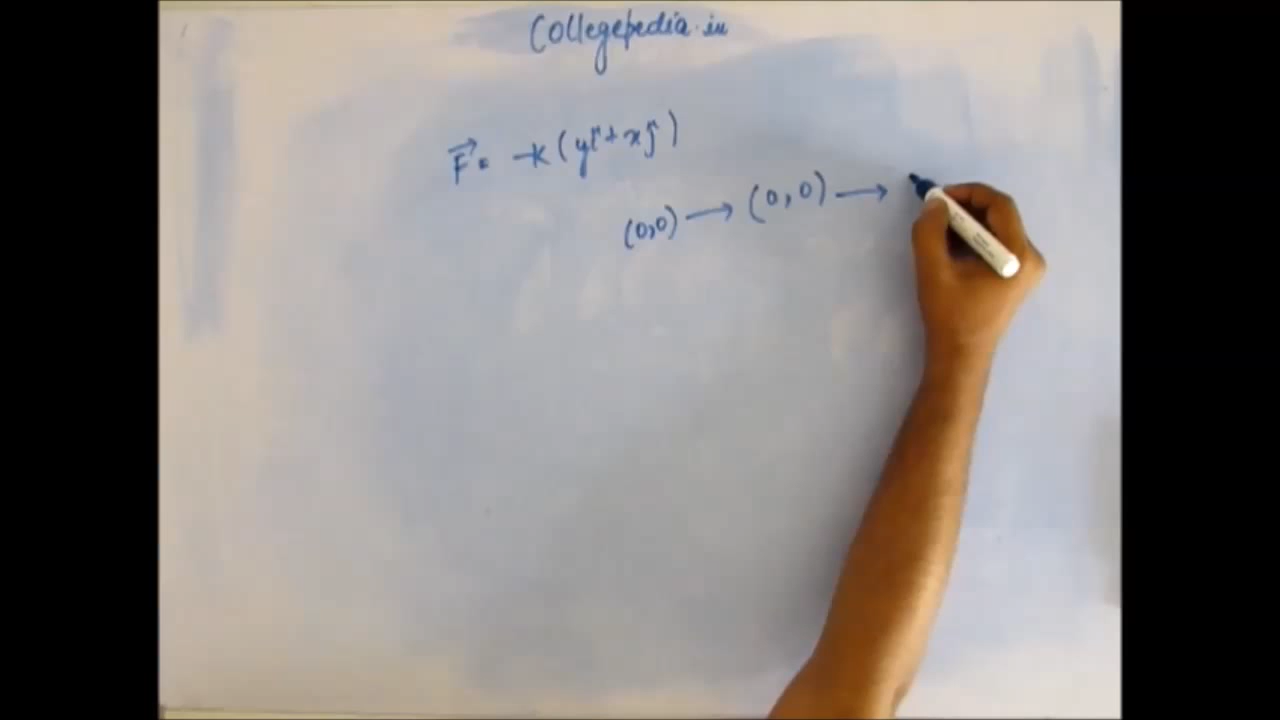 Collegepedia.in
F⃗ = -K(yî + xĵ)
(0,0) → (0,0) →